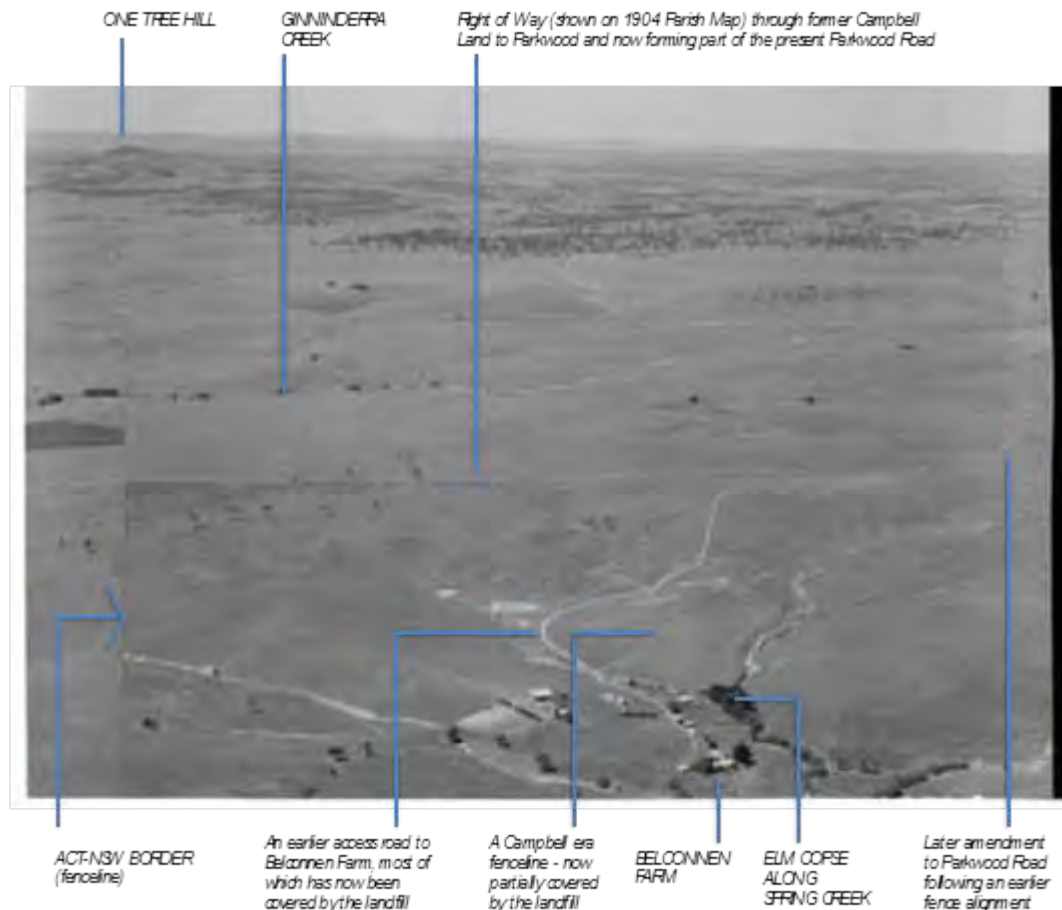 ONE TREE HILL
GINNINDERRA
CREEK
Right of Way (shown on 1904 Parish Map) through former Campbell
Land to Parkwood and now forming part of the present Parkwood Road
ACT-NSW BORDER
(fenceline)
An earlier access road to
Belconnen Farm, most of
which has now been
covered by the landfill
A Campbell era
fenceline - now
partially covered
by the landfill
BELCONNEN
FARM
ELM COPSE
ALONG
SPRING CREEK
Later amendment
to Parkwood Road
following an earlier
fence alignment